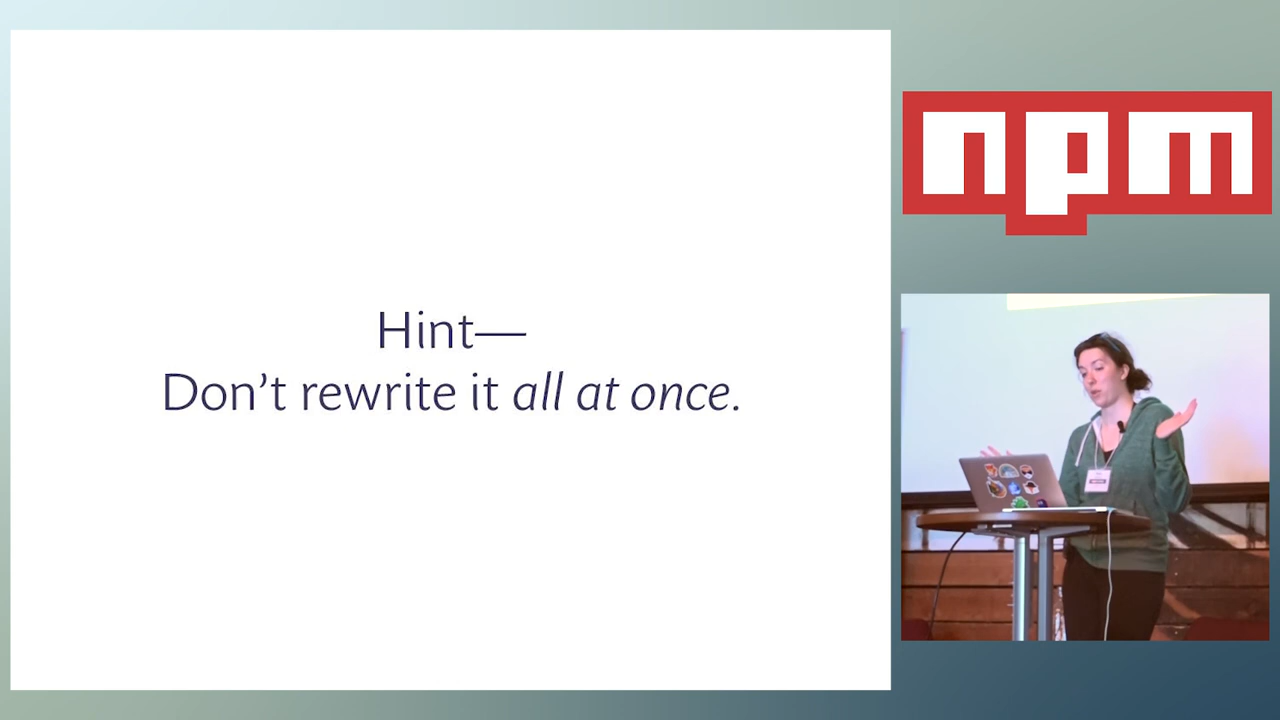 Hint—
Don’t rewrite it all at once.
npm